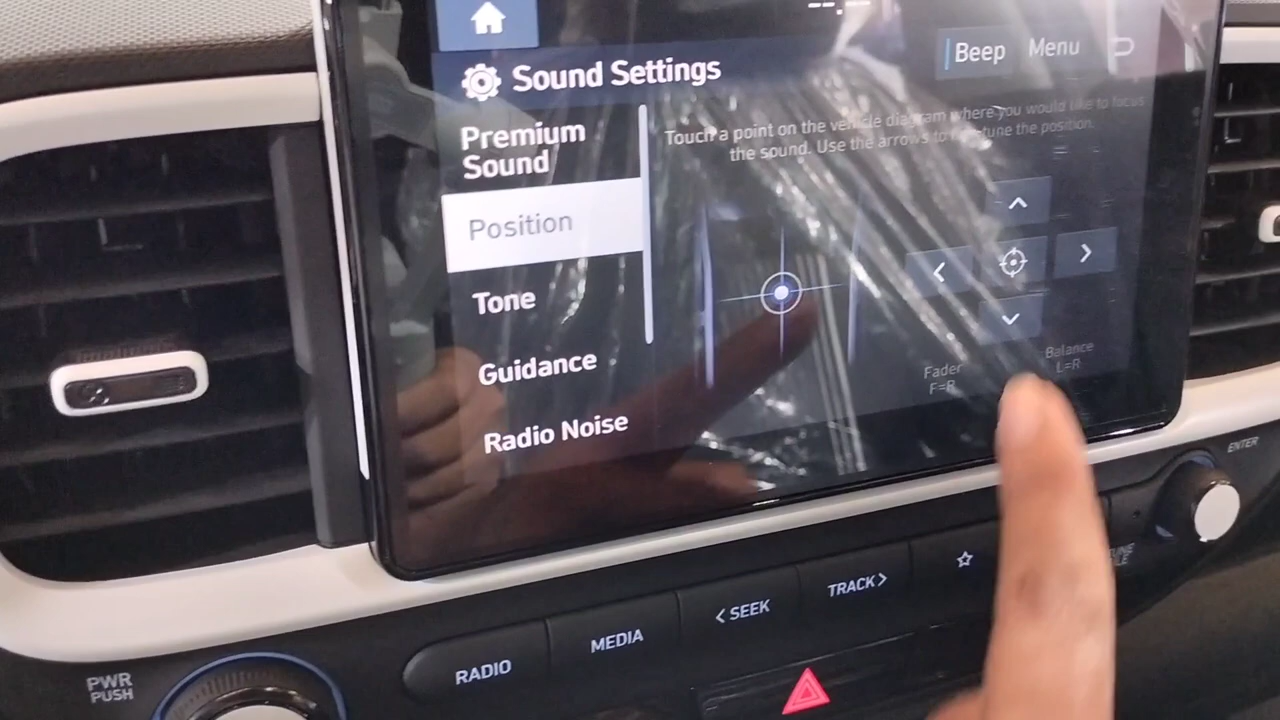 --:--
Sound Settings
Beep
Menu
Premium
Sound
Position
Tone
Guidance
Radio Noise
Touch a point on the vehicle diagram where you would like to focus
the sound. Use the arrows to fine-tune the position.
Fader
F=R
Balance
L=R
ENTER
TUNE
PWR
PUSH
RADIO
MEDIA
< SEEK
TRACK >